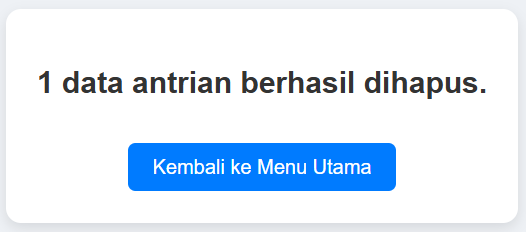 1 data antrian berhasil dihapus.
Kembali ke Menu Utama